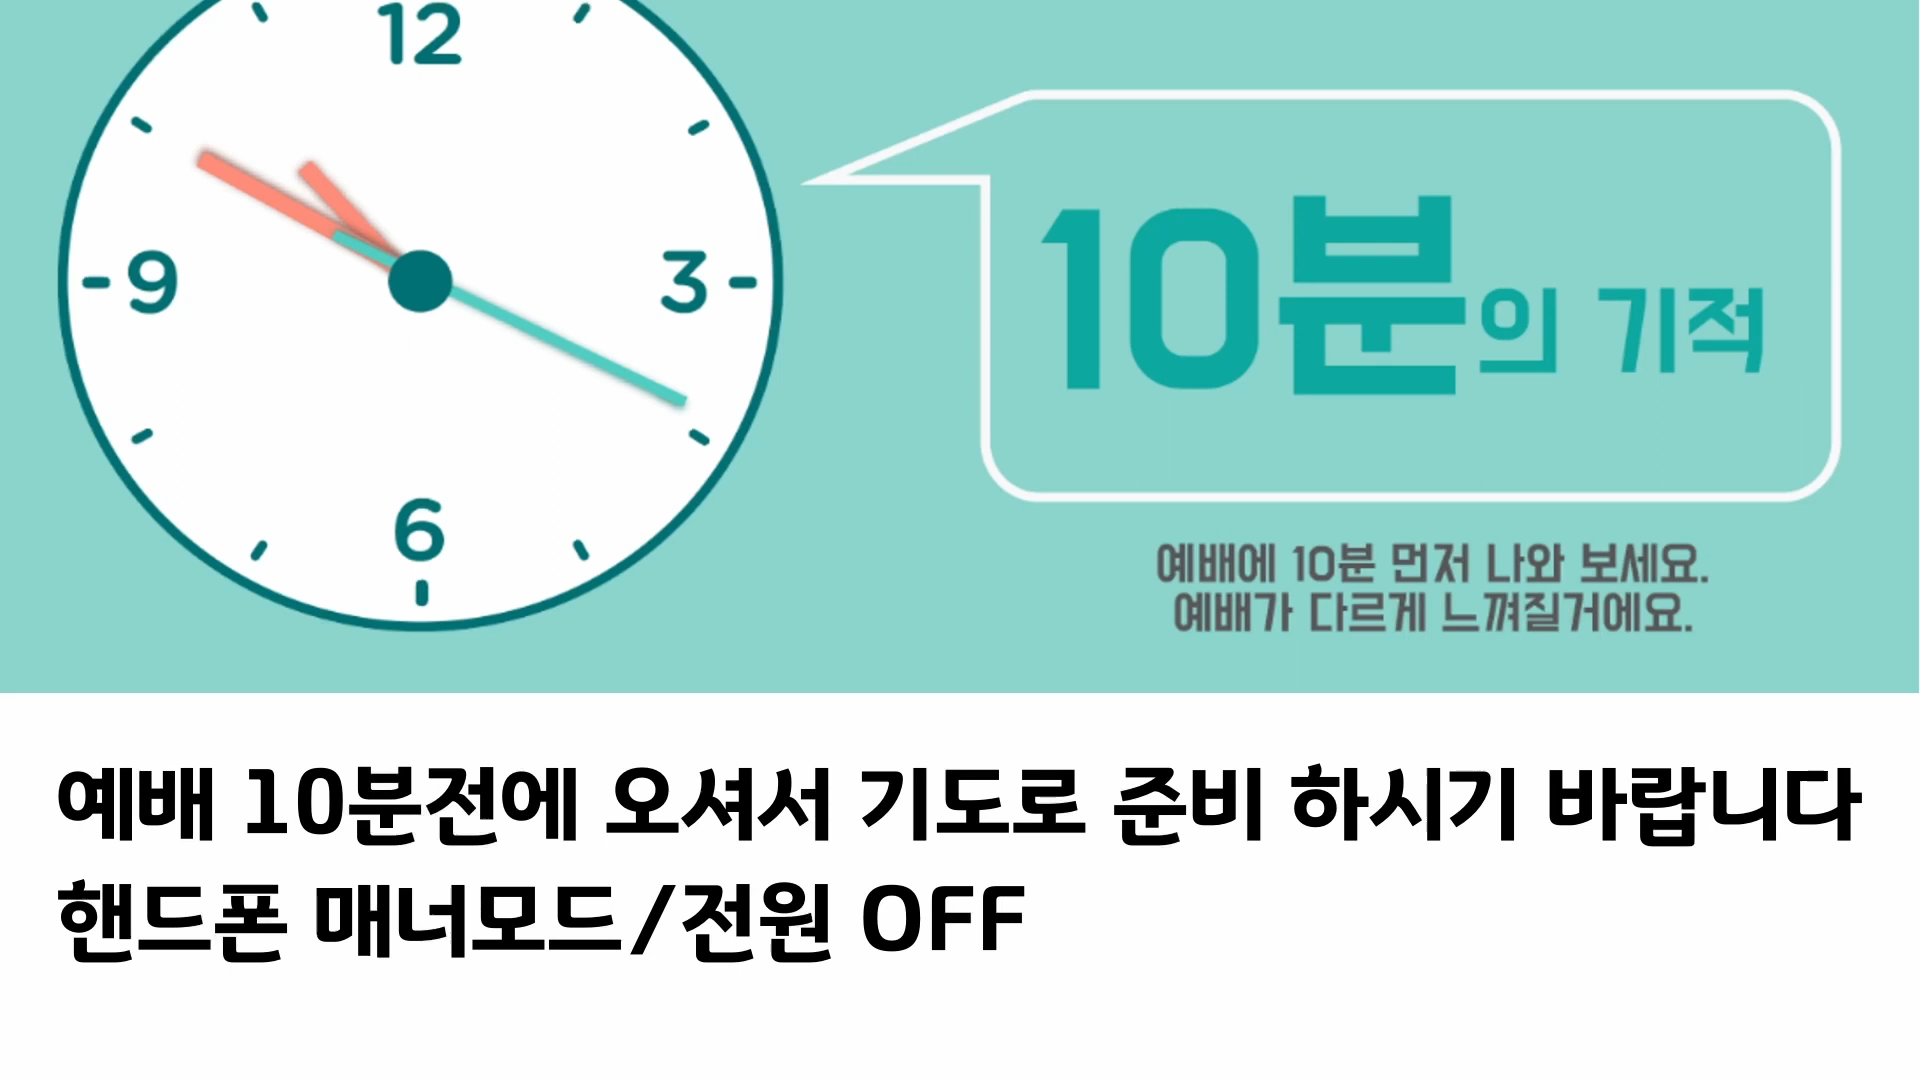 12
9
3
6
10분의 기적
예배에 10분 먼저 나와 보세요.
예배가 다르게 느껴질거에요.
예배 10분전에 오셔서 기도로 준비 하시기 바랍니다
핸드폰 매너모드/전원 OFF